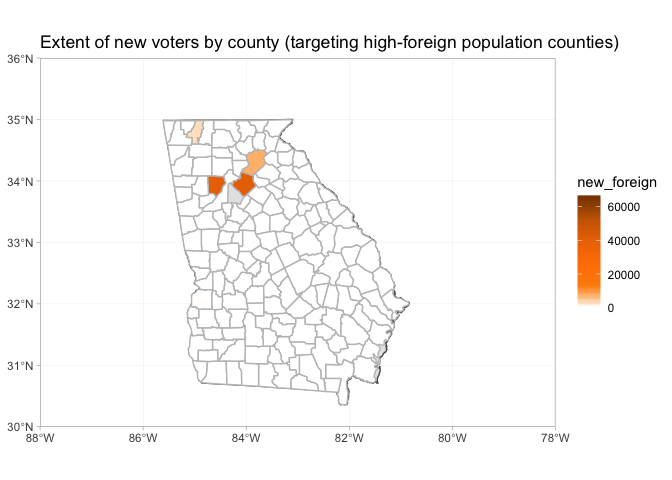 Extent of new voters by county (targeting high-foreign population counties)
36°N
35°N
34°N
33°N
32°N
31°N
30°N
88°W
86°W
84°W
82°W
80°W
78°W
new_foreign
60000
40000
20000
0